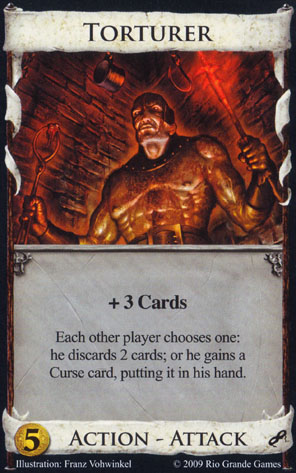 TORTURER
+3 Cards
Each other player chooses one:
he discards 2 cards; or he gains a
Curse card, putting it in his hand.
5 ACTION - ATTACK
Illustration: Franz Vohwinkel © 2009 Rio Grande Games